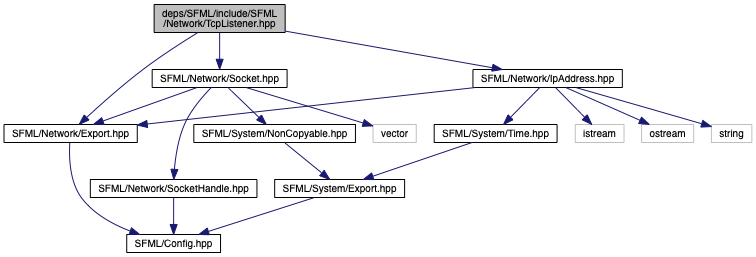 deps/SFML/include/SFML
/Network/TcpListener.hpp
SFML/Network/Socket.hpp
SFML/Network/IpAddress.hpp
SFML/Network/Export.hpp
SFML/System/NonCopyable.hpp
vector
SFML/System/Time.hpp
istream
ostream
string
SFML/Network/SocketHandle.hpp
SFML/System/Export.hpp
SFML/Config.hpp